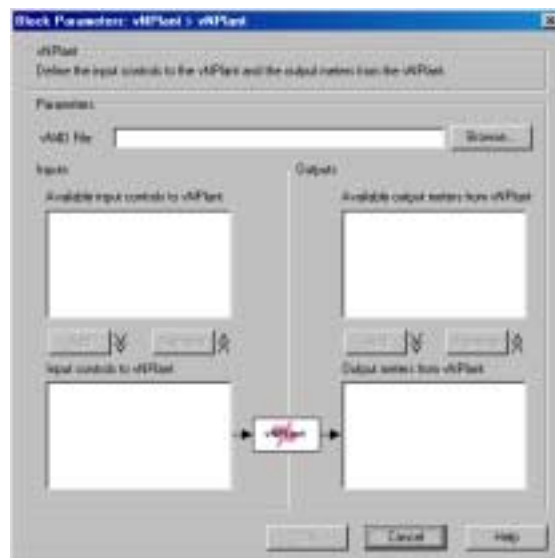 Block Parameters: vNPlant > vNPlant
vNPlant
Define the input controls to the vNPlant and the output meters from the vNPlant.
Parameters
vMD File:
Browse...
Inputs
Outputs
Available input controls to vNPlant
Available output meters from vNPlant
Input controls to vNPlant
Output meters from vNPlant
vNPlant
Cancel
Help